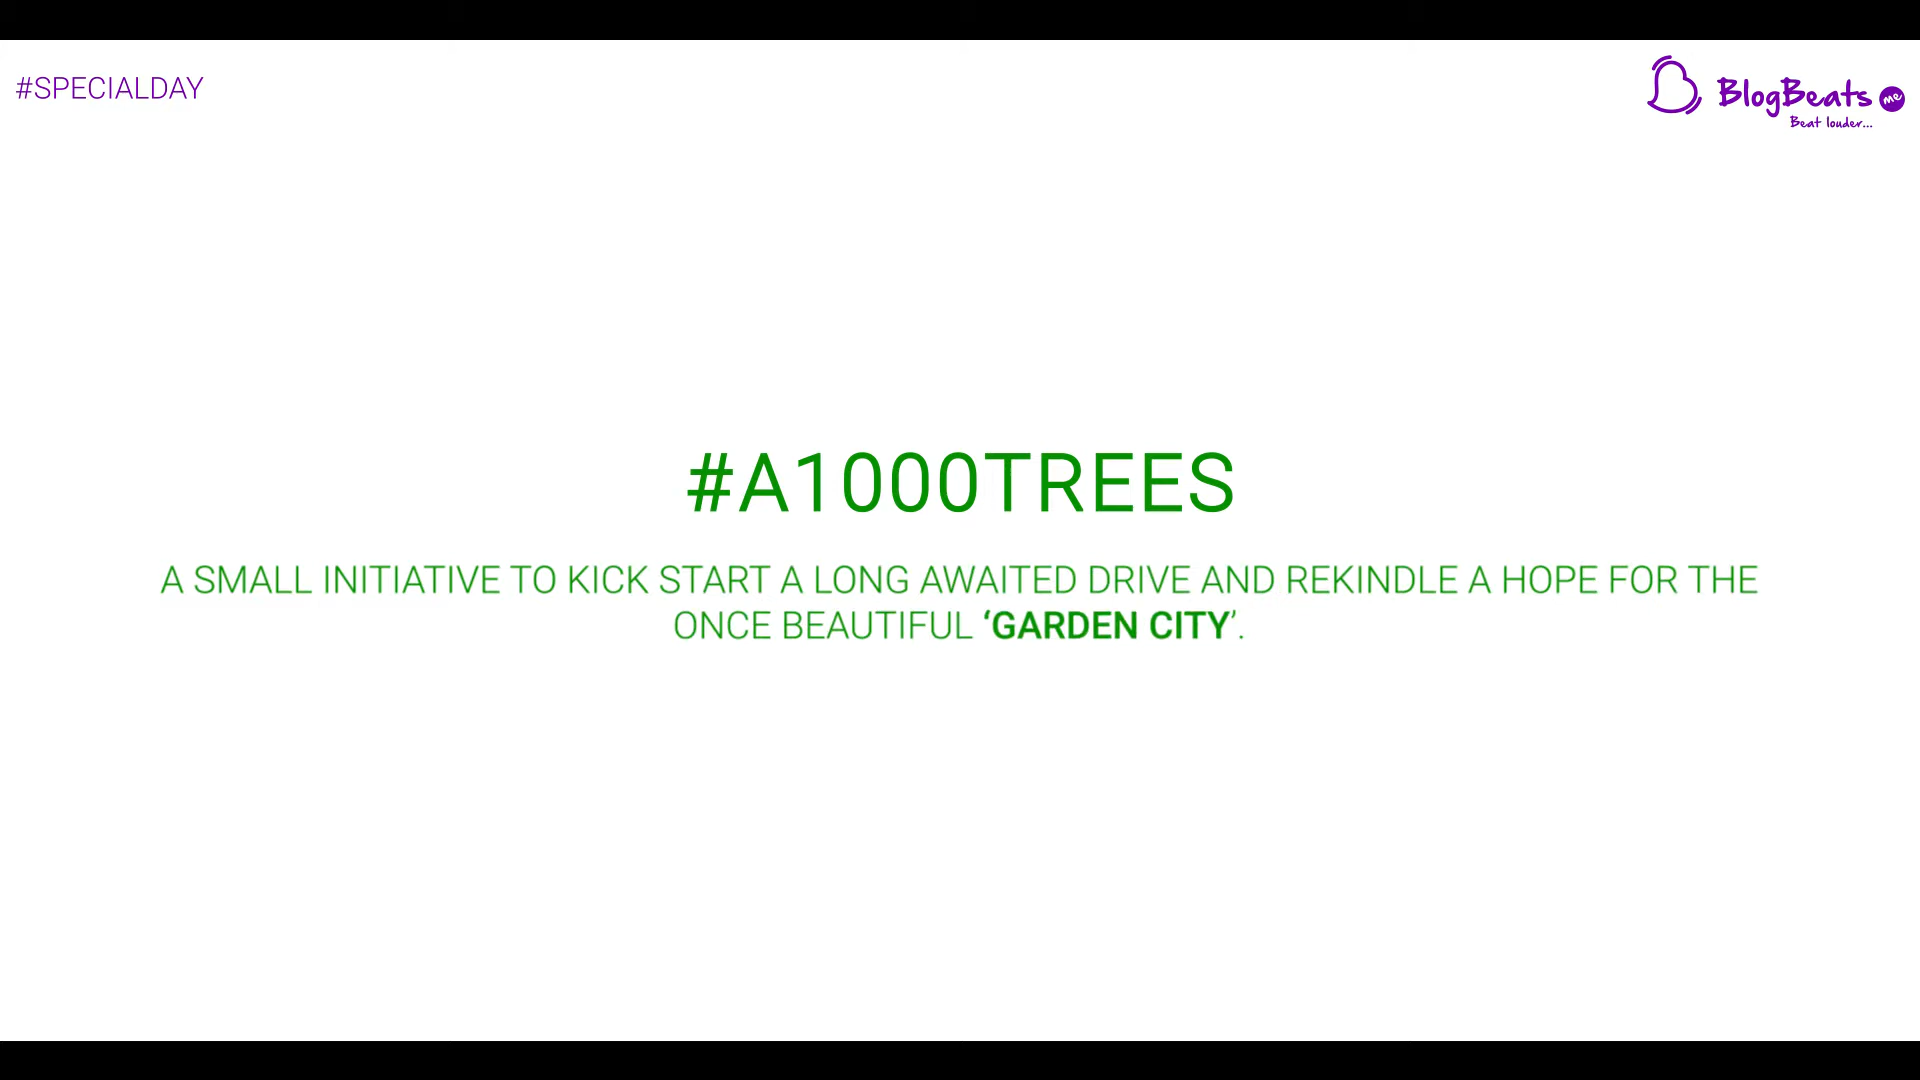 #SPECIALDAY
BlogBeats me
Beat louder...
#A1000TREES
A SMALL INITIATIVE TO KICK START A LONG AWAITED DRIVE AND REKINDLE A HOPE FOR THE
ONCE BEAUTIFUL ‘GARDEN CITY’.